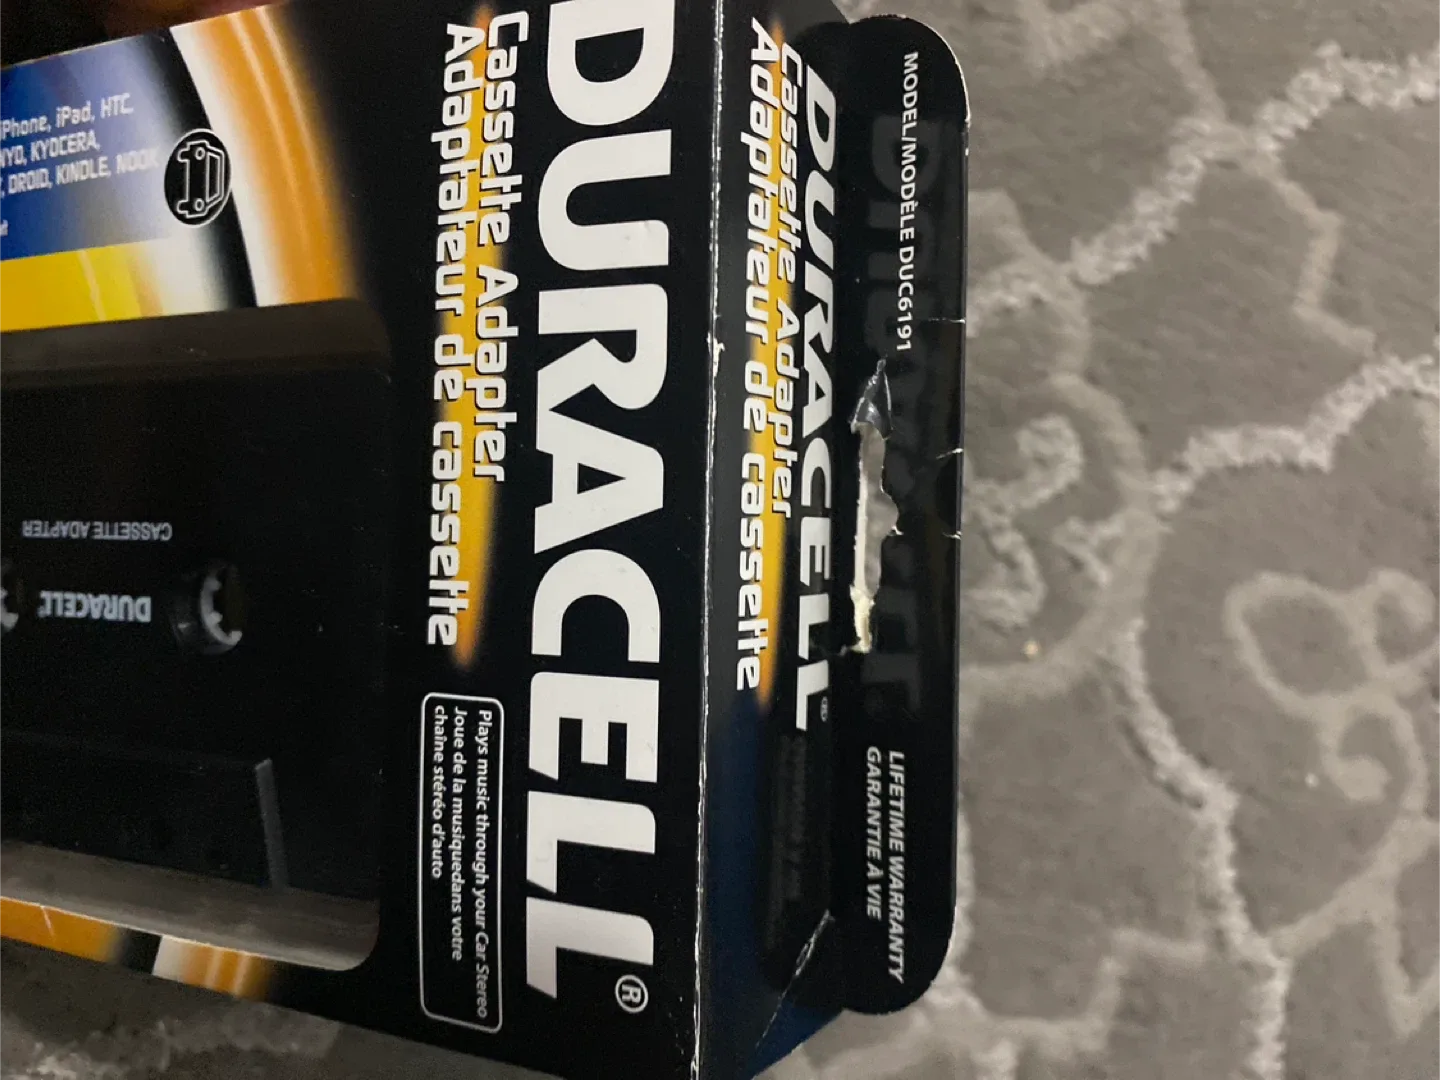 MODEL/MODÈLE DUC6191
LIFETIME WARRANTY
GARANTIE À VIE
DURACELL®
Cassette Adapter
Adaptateur de cassette
DURACELL®
Cassette Adapter
Adaptateur de cassette
Plays music through your Car Stereo
Joue de la musiquedans votre
chaîne stéréo d'auto
iPhone, iPad, HTC,
KYOCERA,
DROID, KINDLE, NOOK
CASSETTE ADAPTER
DURACELL